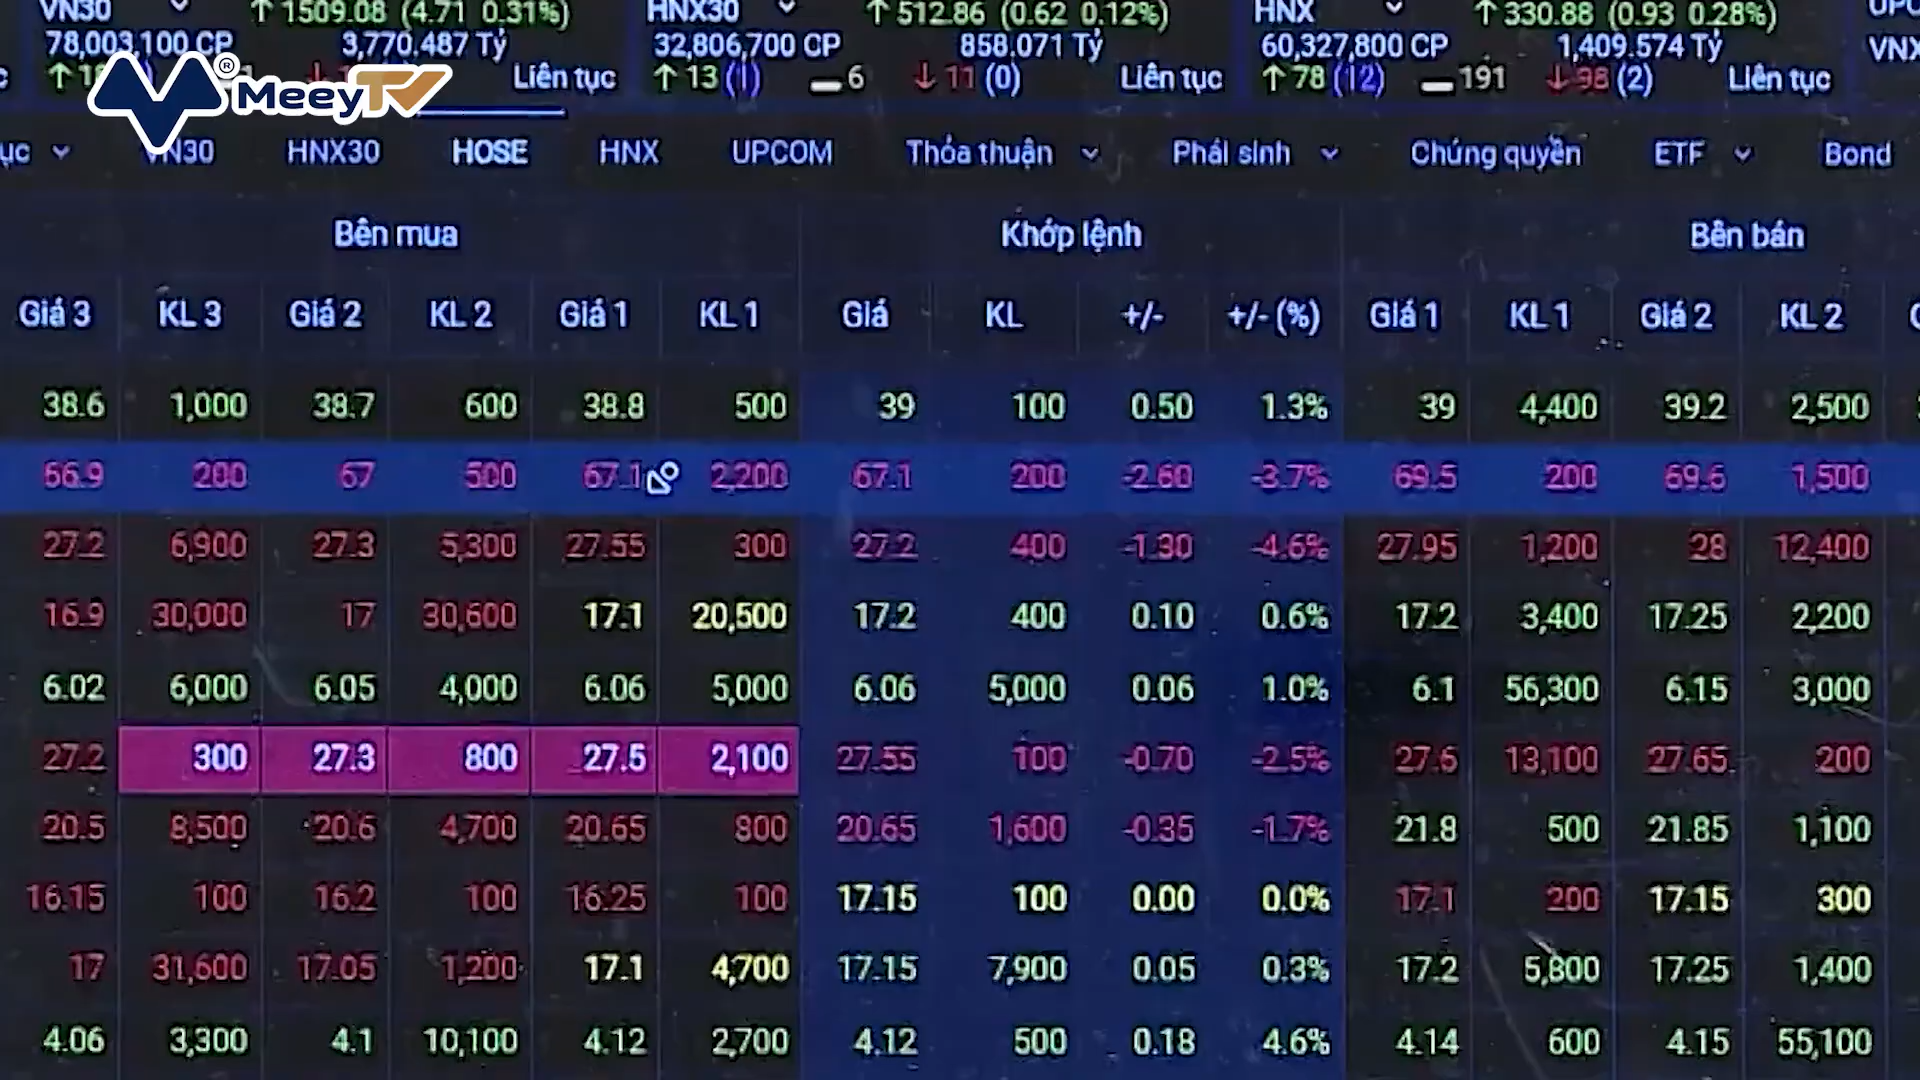 VN30 ↑1509.08 (4.71 0.31%) HNX30 ↑512.86 (0.62 0.12%) HNX ↑330.88 (0.93 0.28%)
78,003,100 CP 3,770.487 Tỷ 32,806,700 CP 858.071 Tỷ 60,327,800 CP 1,409.574 Tỷ
Liên tục ↑13 (1) 6 ↓11 (0) Liên tục ↑78 (12) 191 ↓98 (2) Liên tục
MeeyTV ®
VN30 HNX30 HOSE HNX UPCOM Thỏa thuận Phái sinh Chứng quyền ETF Bond
Bên mua Khớp lệnh Bên bán
Giá 3 KL 3 Giá 2 KL 2 Giá 1 KL 1 Giá KL +/- +/- (%) Giá 1 KL 1 Giá 2 KL 2
38.6 1,000 38.7 600 38.8 500 39 100 0.50 1.3% 39 4,400 39.2 2,500
66.9 200 67 500 67.1 2,200 67.1 200 -2.60 -3.7% 69.5 200 69.6 1,500
27.2 6,900 27.3 5,300 27.55 300 27.2 400 -1.30 -4.6% 27.95 1,200 28 12,400
16.9 30,000 17 30,600 17.1 20,500 17.2 400 0.10 0.6% 17.2 3,400 17.25 2,200
6.02 6,000 6.05 4,000 6.06 5,000 6.06 5,000 0.06 1.0% 6.1 56,300 6.15 3,000
27.2 300 27.3 800 27.5 2,100 27.55 100 -0.70 -2.5% 27.6 13,100 27.65 200
20.5 8,500 20.6 4,700 20.65 800 20.65 1,600 -0.35 -1.7% 21.8 500 21.85 1,100
16.15 100 16.2 100 16.25 100 17.15 100 0.00 0.0% 17.1 200 17.15 300
17 31,600 17.05 1,200 17.1 4,700 17.15 7,900 0.05 0.3% 17.2 5,800 17.25 1,400
4.06 3,300 4.1 10,100 4.12 2,700 4.12 500 0.18 4.6% 4.14 600 4.15 55,100